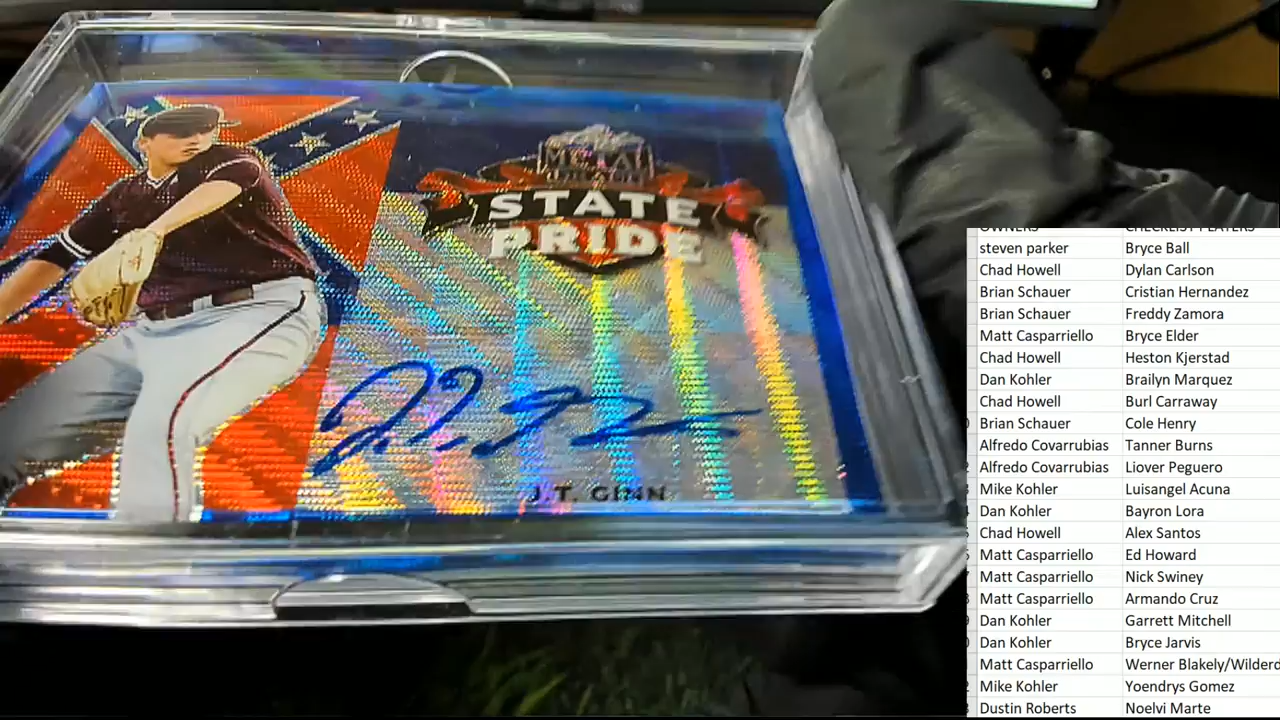 METAL
STATE
PRIDE
J.T. GINN
OWNERS CHECKLIST PLAYERS
steven parker Bryce Ball
Chad Howell Dylan Carlson
Brian Schauer Cristian Hernandez
Brian Schauer Freddy Zamora
Matt Casparriello Bryce Elder
Chad Howell Heston Kjerstad
Dan Kohler Brailyn Marquez
Chad Howell Burl Carraway
Brian Schauer Cole Henry
Alfredo Covarrubias Tanner Burns
Alfredo Covarrubias Liover Peguero
Mike Kohler Luisangel Acuna
Dan Kohler Bayron Lora
Chad Howell Alex Santos
Matt Casparriello Ed Howard
Matt Casparriello Nick Swiney
Matt Casparriello Armando Cruz
Dan Kohler Garrett Mitchell
Dan Kohler Bryce Jarvis
Matt Casparriello Werner Blakely/Wilderd
Mike Kohler Yoendrys Gomez
Dustin Roberts Noelvi Marte